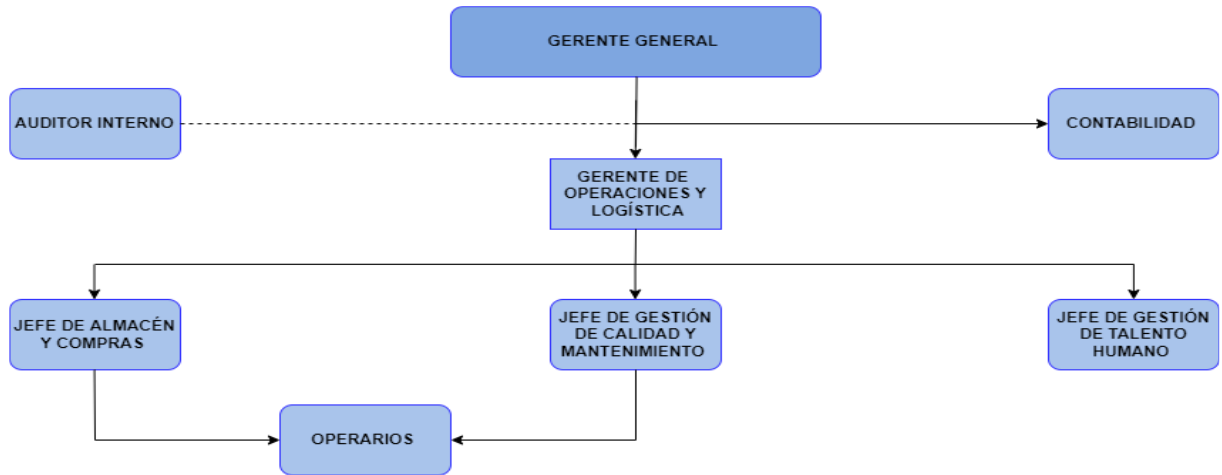 GERENTE GENERAL
AUDITOR INTERNO
CONTABILIDAD
GERENTE DE
OPERACIONES Y
LOGÍSTICA
JEFE DE ALMACÉN
Y COMPRAS
JEFE DE GESTIÓN
DE CALIDAD Y
MANTENIMIENTO
JEFE DE GESTIÓN
DE TALENTO
HUMANO
OPERARIOS